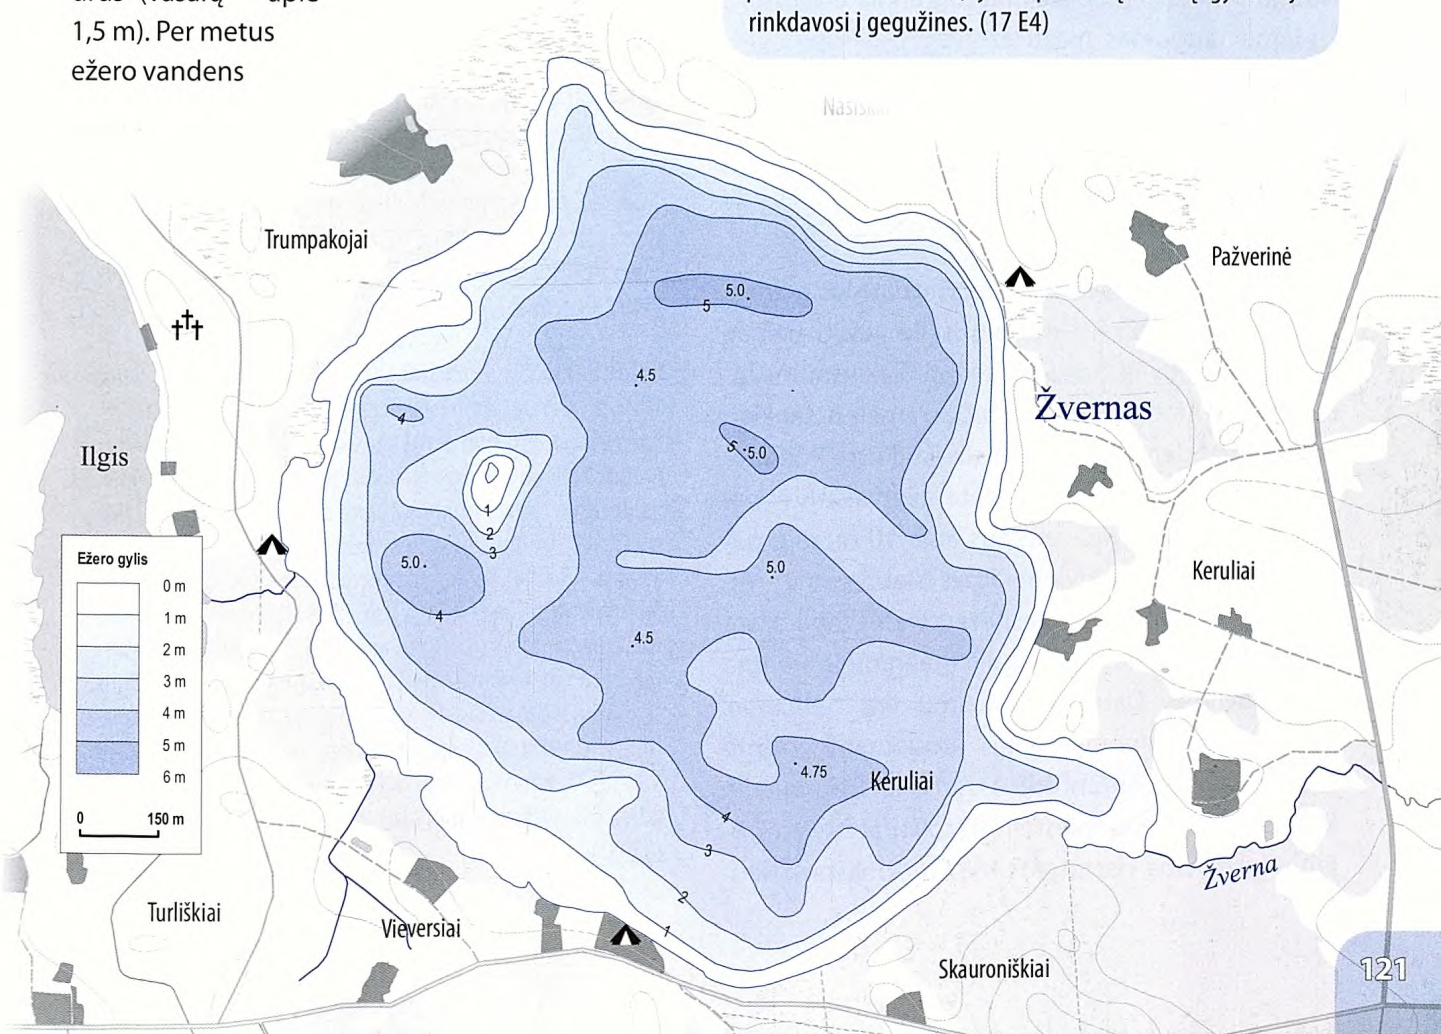 1,5 m). Per metus
ežero vandens
rinkdavosi į gegužines. (17 E4)
Trumpakojai
Pažverinė
Ilgis
Žvernas
Keruliai
Keruliai
Žverna
Turliškiai
Vieversiai
Skauroniškiai
5.0
5
4.5
4
5
5.0
1
2
3
5.0
4
5.0
4.5
4.75
4
3
2
1
Ežero gylis
0 m
1 m
2 m
3 m
4 m
5 m
6 m
0 150 m
121